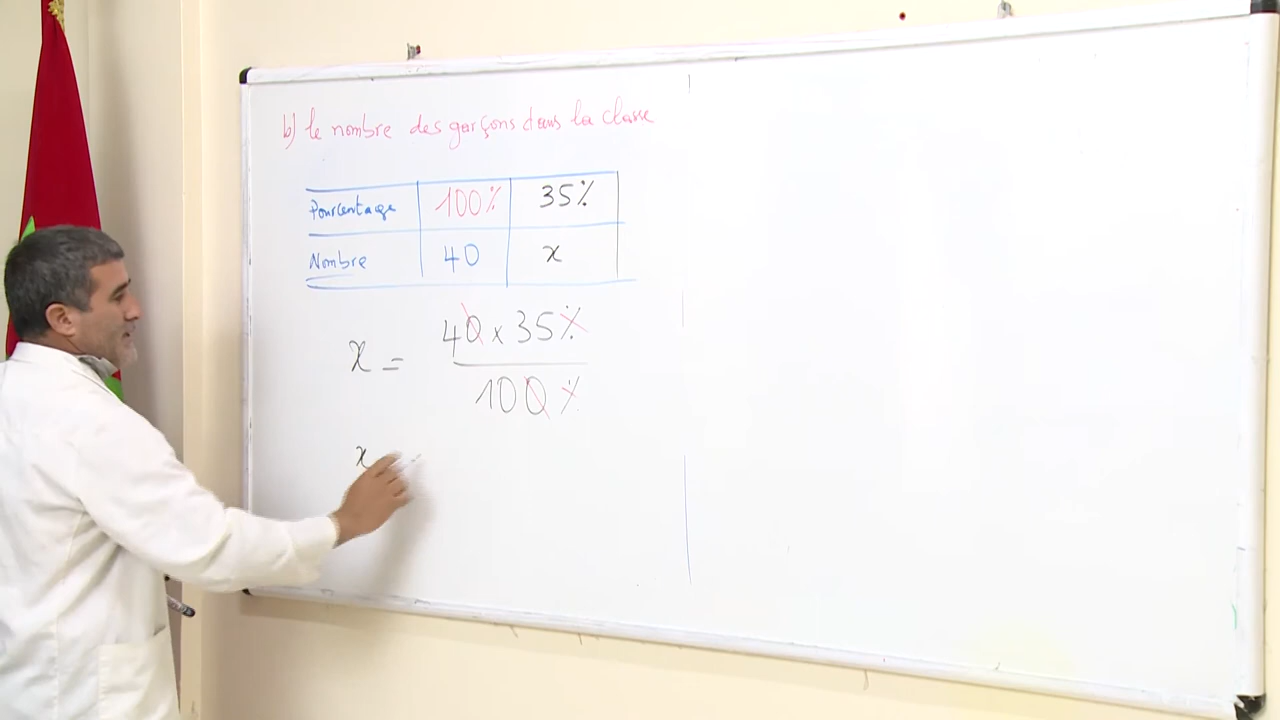 b) le nombre des garçons dans la classe
Pourcentage 100% 35%
Nombre 40 x
x = 40 x 35%
100%
x